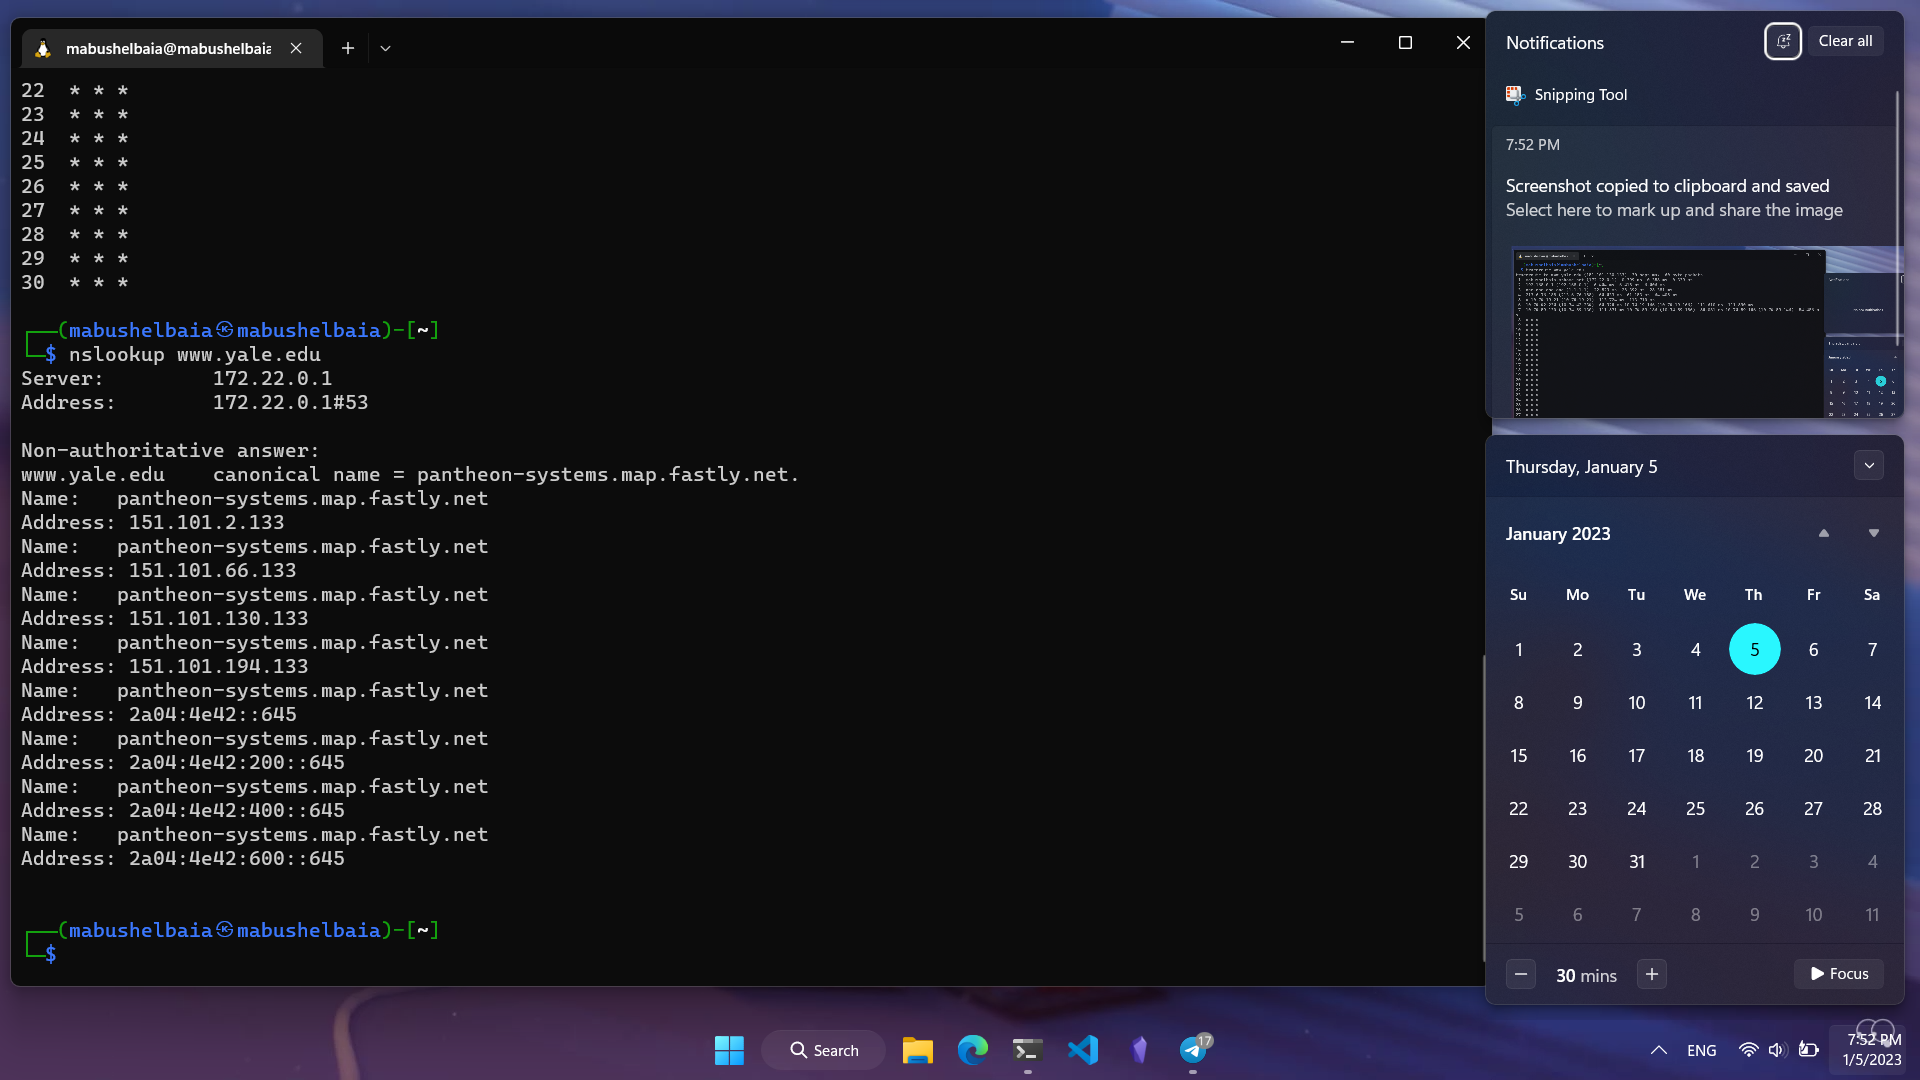 mabushelbaia@mabushelbaia
22 * * *
23 * * *
24 * * *
25 * * *
26 * * *
27 * * *
28 * * *
29 * * *
30 * * *
┌──(mabushelbaia㉿mabushelbaia)-[~]
└─$ nslookup www.yale.edu
Server: 172.22.0.1
Address: 172.22.0.1#53
Non-authoritative answer:
www.yale.edu canonical name = pantheon-systems.map.fastly.net.
Name: pantheon-systems.map.fastly.net
Address: 151.101.2.133
Name: pantheon-systems.map.fastly.net
Address: 151.101.66.133
Name: pantheon-systems.map.fastly.net
Address: 151.101.130.133
Name: pantheon-systems.map.fastly.net
Address: 151.101.194.133
Name: pantheon-systems.map.fastly.net
Address: 2a04:4e42::645
Name: pantheon-systems.map.fastly.net
Address: 2a04:4e42:200::645
Name: pantheon-systems.map.fastly.net
Address: 2a04:4e42:400::645
Name: pantheon-systems.map.fastly.net
Address: 2a04:4e42:600::645
┌──(mabushelbaia㉿mabushelbaia)-[~]
└─$
Notifications
Clear all
Snipping Tool
7:52 PM
Screenshot copied to clipboard and saved
Select here to mark up and share the image
Thursday, January 5
January 2023
Su Mo Tu We Th Fr Sa
1 2 3 4 5 6 7
8 9 10 11 12 13 14
15 16 17 18 19 20 21
22 23 24 25 26 27 28
29 30 31 1 2 3 4
5 6 7 8 9 10 11
30 mins
Focus
Search
17
ENG
7:52 PM
1/5/2023